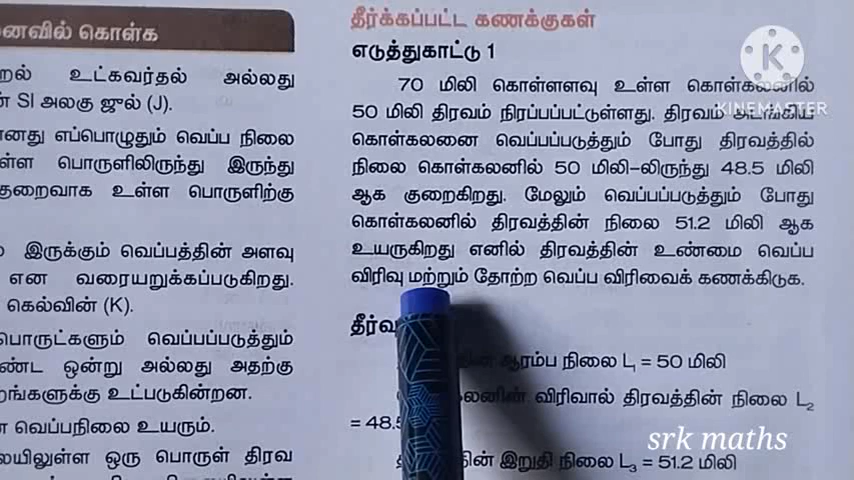 னவில் கொள்க
றல் உட்கவர்தல் அல்லது
ன் SI அலகு ஜுல் (J).
னது எப்பொழுதும் வெப்ப நிலை
ள்ள பொருளிலிருந்து இருந்து
குறைவாக உள்ள பொருளிற்கு
இருக்கும் வெப்பத்தின் அளவு
என வரையறுக்கப்படுகிறது.
கெல்வின் (K).
பொருட்களும் வெப்பப்படுத்தும்
ண்ட ஒன்று அல்லது அதற்கு
றங்களுக்கு உட்படுகின்றன.
வெப்பநிலை உயரும்.
லையிலுள்ள ஒரு பொருள் திரவ
தீர்க்கப்பட்ட கணக்குகள்
எடுத்துகாட்டு 1
70 மிலி கொள்ளளவு உள்ள கொள்கலனில்
50 மிலி திரவம் நிரப்பப்பட்டுள்ளது. திரவம் அடங்கிய
கொள்கலனை வெப்பப்படுத்தும் போது திரவத்தில்
நிலை கொள்கலனில் 50 மிலி-லிருந்து 48.5 மிலி
ஆக குறைகிறது. மேலும் வெப்பப்படுத்தும் போது
கொள்கலனில் திரவத்தின் நிலை 51.2 மிலி ஆக
உயருகிறது எனில் திரவத்தின் உண்மை வெப்ப
விரிவு மற்றும் தோற்ற வெப்ப விரிவைக் கணக்கிடுக.
தீர்வு
ஆரம்ப நிலை L₁ = 50 மிலி
விரிவால் திரவத்தின் நிலை L₂
= 48.5
இறுதி நிலை L₃ = 51.2 மிலி
KINEMASTER
srk maths